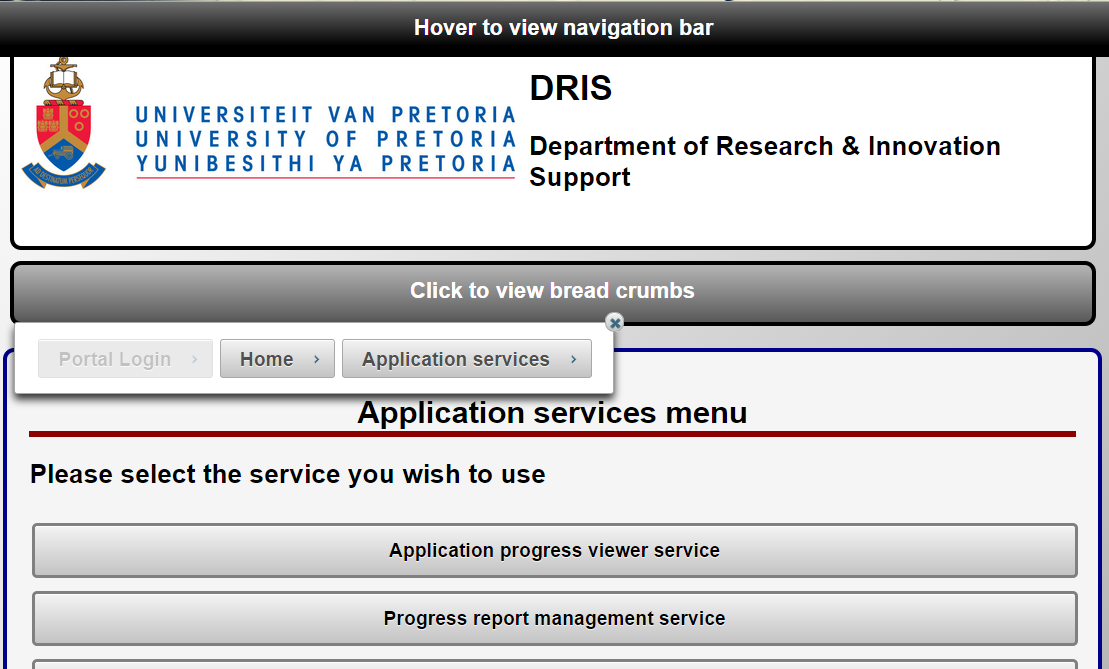 Hover to view navigation bar
DRIS
UNIVERSITEIT VAN PRETORIA
UNIVERSITY OF PRETORIA
YUNIBESITHI YA PRETORIA
Department of Research & Innovation
Support
Click to view bread crumbs
Portal Login
Home
Application services
Application services menu
Please select the service you wish to use
Application progress viewer service
Progress report management service